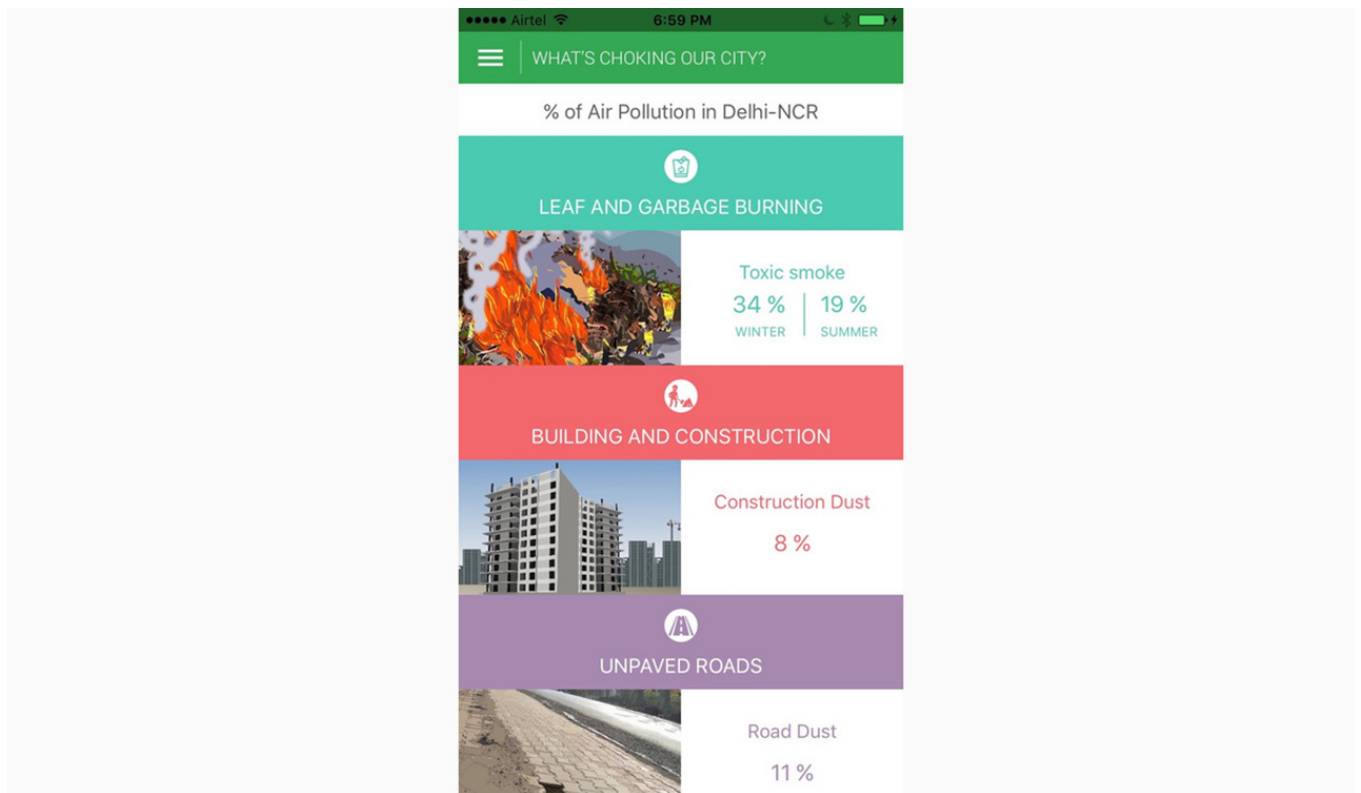 Airtel 6:59 PM
WHAT'S CHOKING OUR CITY?
% of Air Pollution in Delhi-NCR
LEAF AND GARBAGE BURNING
Toxic smoke
34 % 19 %
WINTER SUMMER
BUILDING AND CONSTRUCTION
Construction Dust
8 %
UNPAVED ROADS
Road Dust
11 %